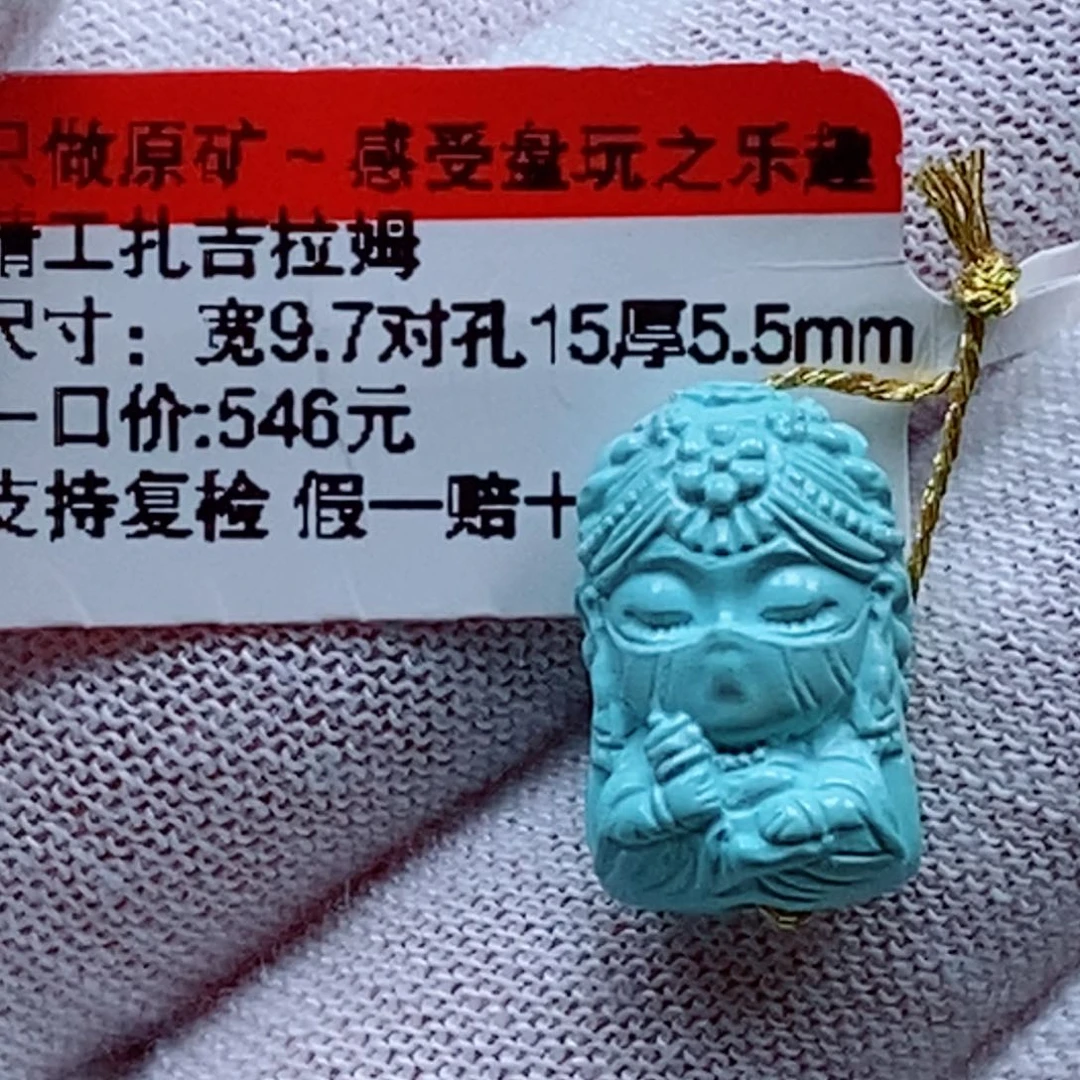 只做原矿~感受盘玩之乐趣
精工扎吉拉姆
尺寸：宽9.7对孔15厚5.5mm
一口价:546元
支持复检 假一赔十